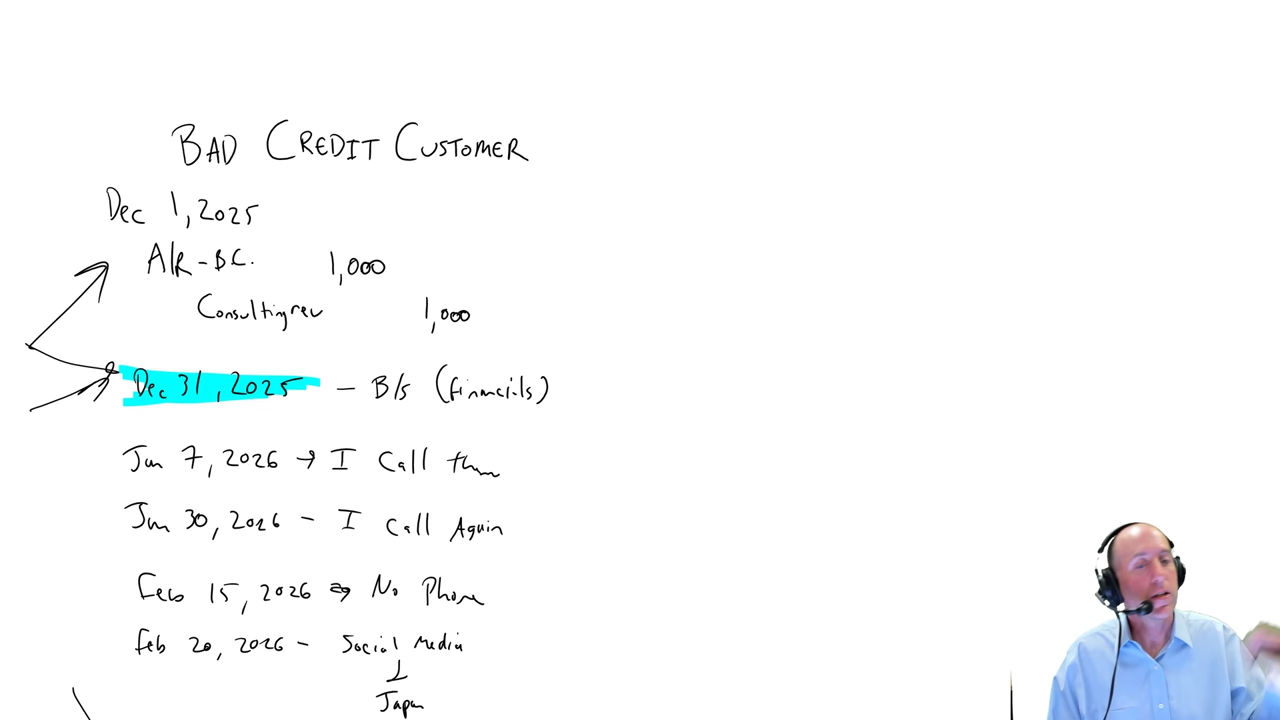 BAD CREDIT CUSTOMER
Dec 1, 2025
A/R - B.C. 1,000
Consulting rev 1,000
Dec 31, 2025 - B/s (financials)
Jan 7, 2026 → I Call them
Jan 30, 2026 - I Call Again
Feb 15, 2026 ⇒ No Phone
Feb 20, 2026 - Social Media
Japan